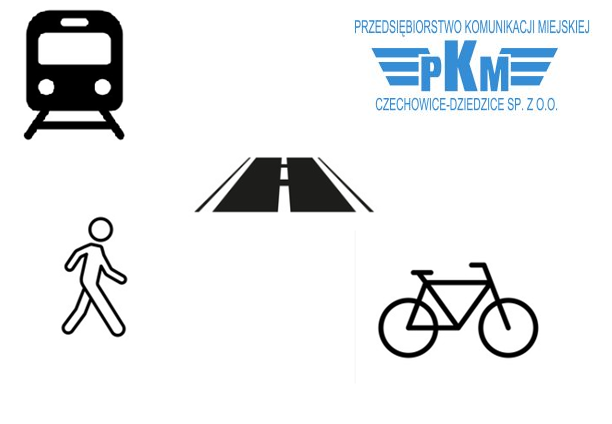 PRZEDSIĘBIORSTWO KOMUNIKACJI MIEJSKIEJ
PKM
CZECHOWICE-DZIEDZICE SP. Z O.O.